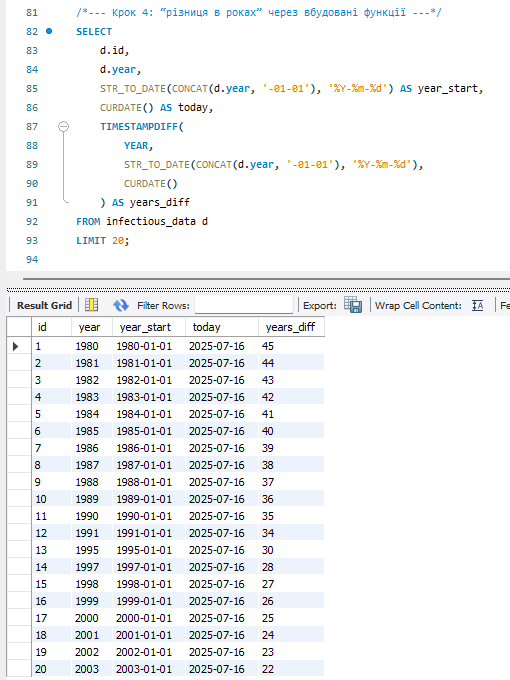 81 /*--- Крок 4: “різниця в роках” через вбудовані функції ---*/
82 SELECT
83 d.id,
84 d.year,
85 STR_TO_DATE(CONCAT(d.year, '-01-01'), '%Y-%m-%d') AS year_start,
86 CURDATE() AS today,
87 TIMESTAMPDIFF(
88 YEAR,
89 STR_TO_DATE(CONCAT(d.year, '-01-01'), '%Y-%m-%d'),
90 CURDATE()
91 ) AS years_diff
92 FROM infectious_data d
93 LIMIT 20;
94
Result Grid Filter Rows: Export: Wrap Cell Content: Fe
id year year_start today years_diff
1 1980 1980-01-01 2025-07-16 45
2 1981 1981-01-01 2025-07-16 44
3 1982 1982-01-01 2025-07-16 43
4 1983 1983-01-01 2025-07-16 42
5 1984 1984-01-01 2025-07-16 41
6 1985 1985-01-01 2025-07-16 40
7 1986 1986-01-01 2025-07-16 39
8 1987 1987-01-01 2025-07-16 38
9 1988 1988-01-01 2025-07-16 37
10 1989 1989-01-01 2025-07-16 36
11 1990 1990-01-01 2025-07-16 35
12 1991 1991-01-01 2025-07-16 34
13 1995 1995-01-01 2025-07-16 30
14 1997 1997-01-01 2025-07-16 28
15 1998 1998-01-01 2025-07-16 27
16 1999 1999-01-01 2025-07-16 26
17 2000 2000-01-01 2025-07-16 25
18 2001 2001-01-01 2025-07-16 24
19 2002 2002-01-01 2025-07-16 23
20 2003 2003-01-01 2025-07-16 22